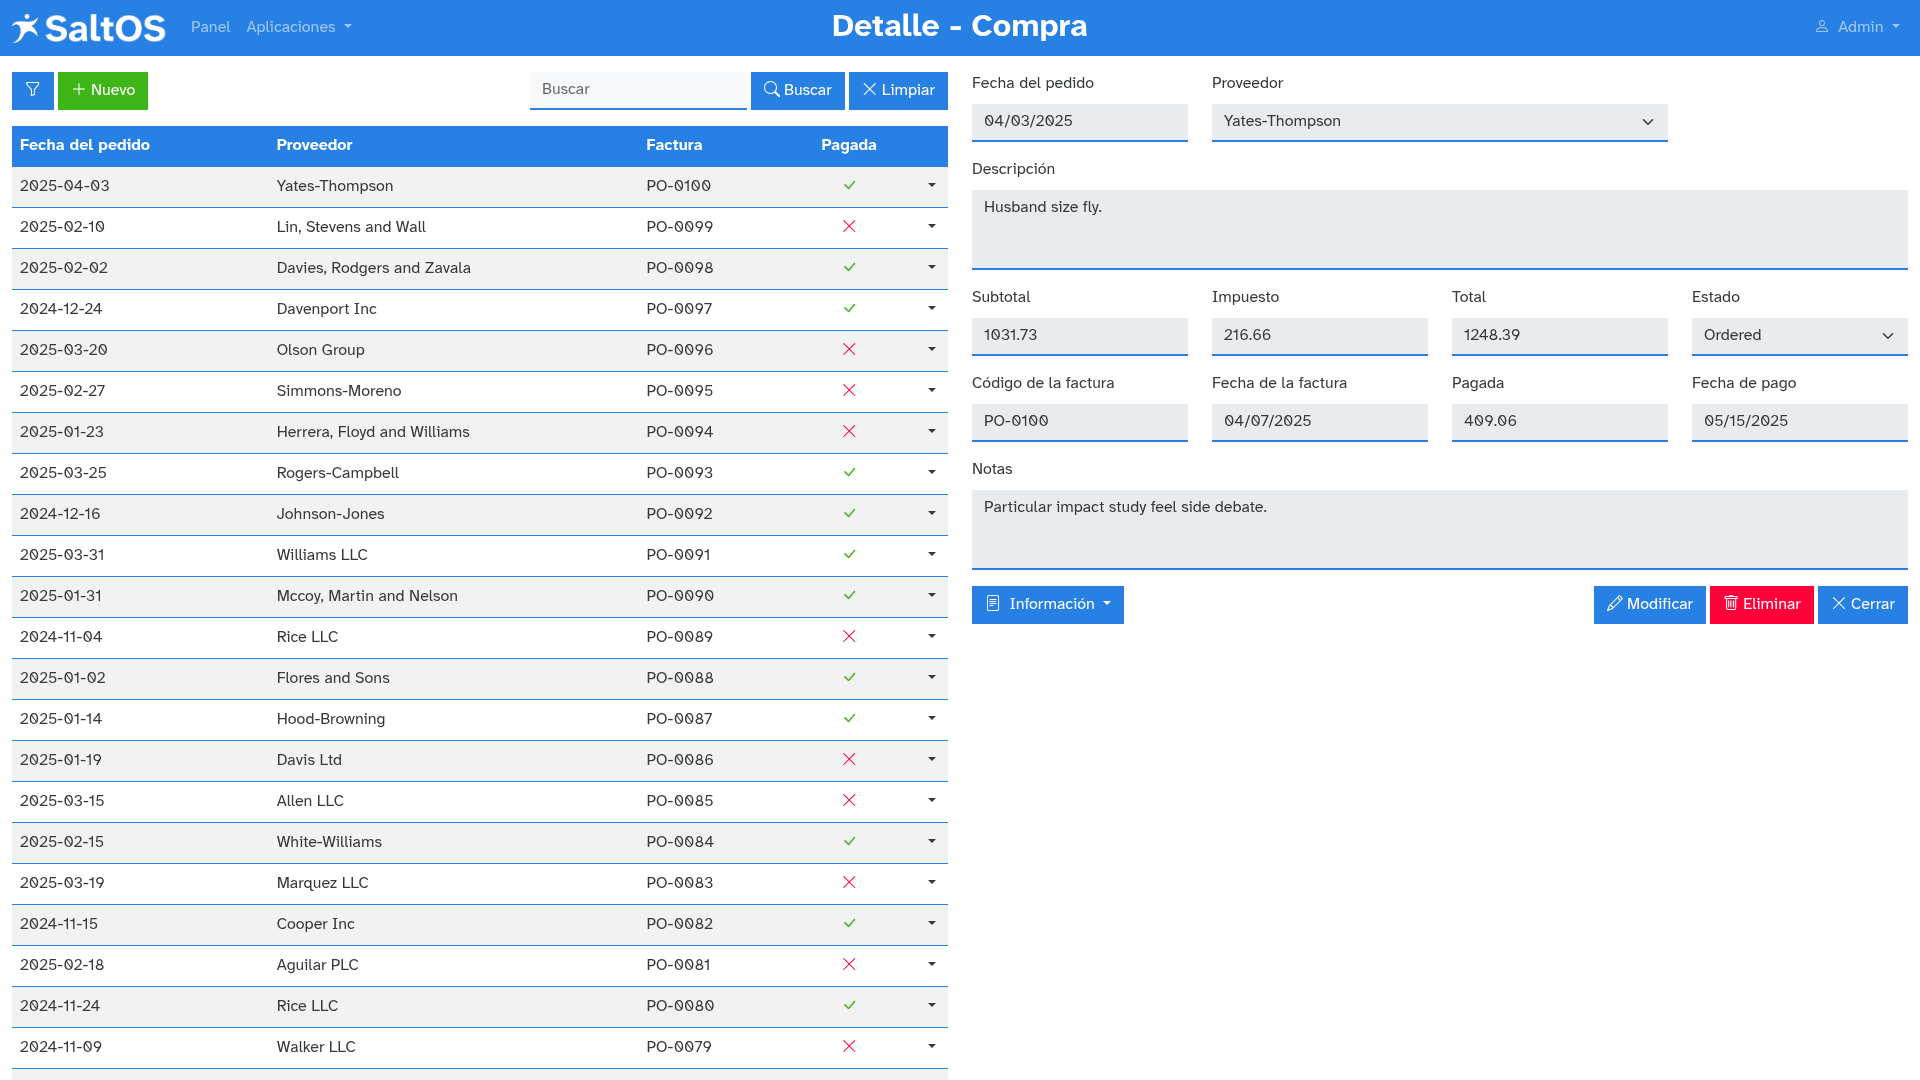 SaltOS
Panel
Aplicaciones
Detalle - Compra
Admin
Nuevo
Buscar
Buscar
Limpiar
Fecha del pedido Proveedor Factura Pagada
2025-04-03 Yates-Thompson PO-0100
2025-02-10 Lin, Stevens and Wall PO-0099
2025-02-02 Davies, Rodgers and Zavala PO-0098
2024-12-24 Davenport Inc PO-0097
2025-03-20 Olson Group PO-0096
2025-02-27 Simmons-Moreno PO-0095
2025-01-23 Herrera, Floyd and Williams PO-0094
2025-03-25 Rogers-Campbell PO-0093
2024-12-16 Johnson-Jones PO-0092
2025-03-31 Williams LLC PO-0091
2025-01-31 Mccoy, Martin and Nelson PO-0090
2024-11-04 Rice LLC PO-0089
2025-01-02 Flores and Sons PO-0088
2025-01-14 Hood-Browning PO-0087
2025-01-19 Davis Ltd PO-0086
2025-03-15 Allen LLC PO-0085
2025-02-15 White-Williams PO-0084
2025-03-19 Marquez LLC PO-0083
2024-11-15 Cooper Inc PO-0082
2025-02-18 Aguilar PLC PO-0081
2024-11-24 Rice LLC PO-0080
2024-11-09 Walker LLC PO-0079
Fecha del pedido Proveedor
04/03/2025 Yates-Thompson
Descripción
Husband size fly.
Subtotal Impuesto Total Estado
1031.73 216.66 1248.39 Ordered
Código de la factura Fecha de la factura Pagada Fecha de pago
PO-0100 04/07/2025 409.06 05/15/2025
Notas
Particular impact study feel side debate.
Información Modificar Eliminar Cerrar